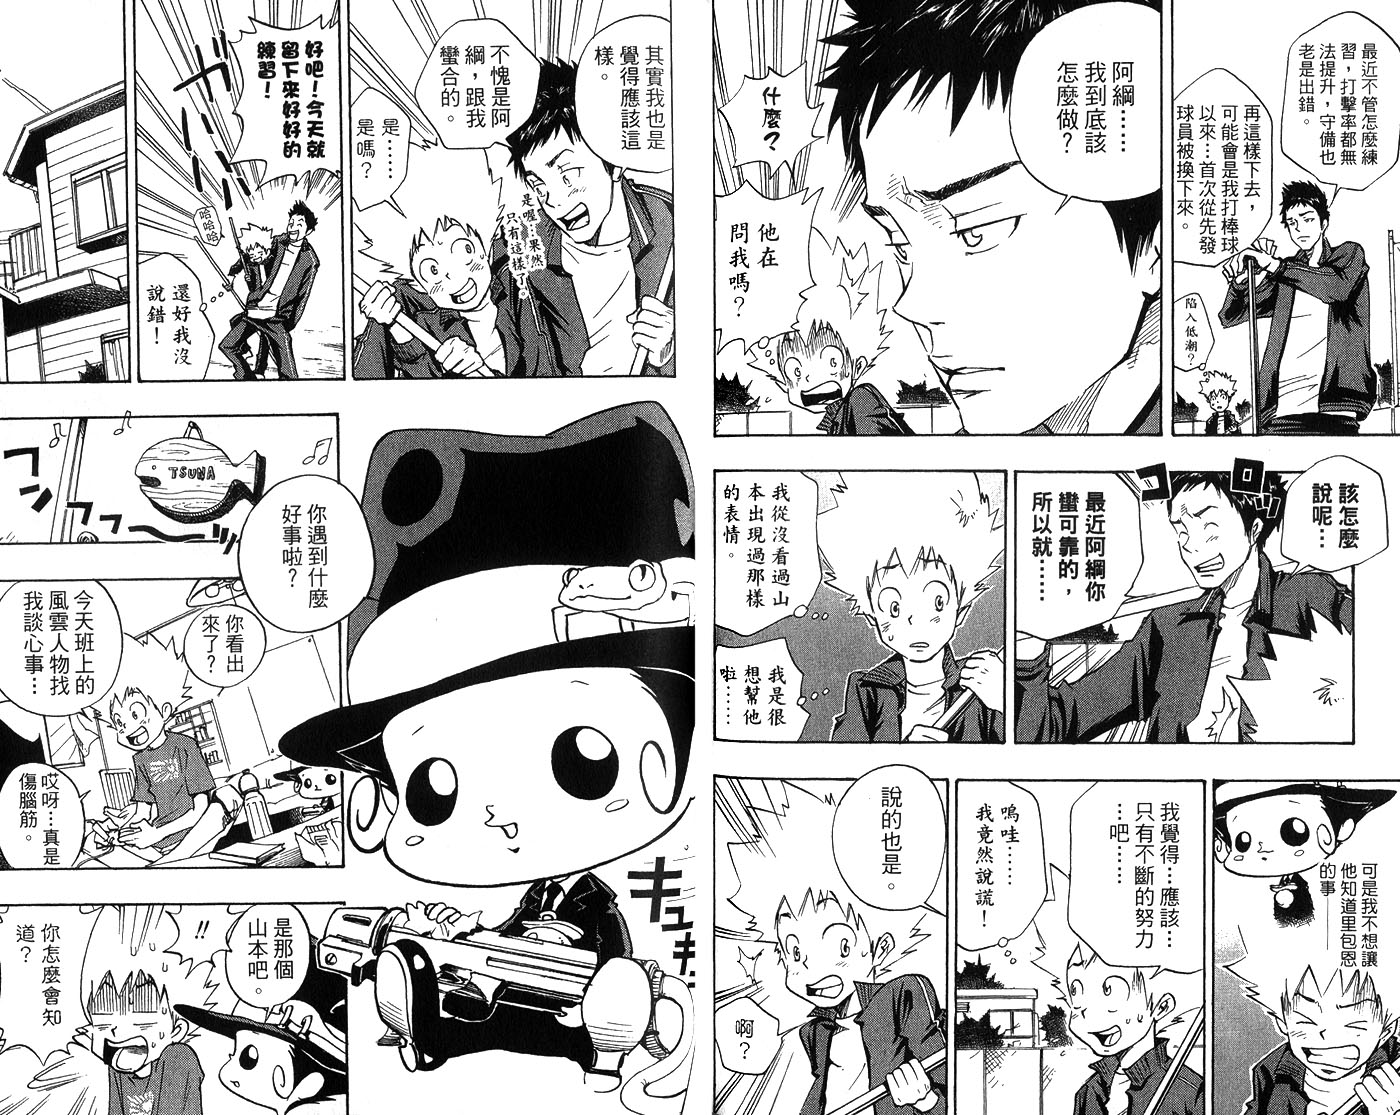 最近不管怎麼練
習，打擊率都無
法提升，守備也
老是出錯。
再這樣下去，
可能會是我打棒球
以來…首次從先發
球員被換下來。
陷入低潮？
阿綱……
我到底該
怎麼做？
什麼？
他在
問我嗎？
該怎麼
說呢…
最近阿綱你
蠻可靠的，
所以就……
我從沒看過山
本出現過那樣
的表情。
我是很
想幫他
啦……
可是我不想讓
他知道里包恩
的事
我覺得…應該…
只有不斷的努力
…吧……
嗚哇……
我竟然說謊！
說的也是。
啊？
其實我也是
覺得應該這
樣。
不愧是阿
綱，跟我
蠻合的。
是喔…果然
只有這樣了。
是……
是嗎？
好吧！今天就
留下來好好的
練習！
哈哈哈
還好我沒
說錯！
TSUNA
你遇到什麼
好事啦？
你看出
來了？
今天班上的
風雲人物找
我談心事…
哎呀…真是
傷腦筋。
キュキュ
是那個
山本吧。
!!
你怎麼會知
道？